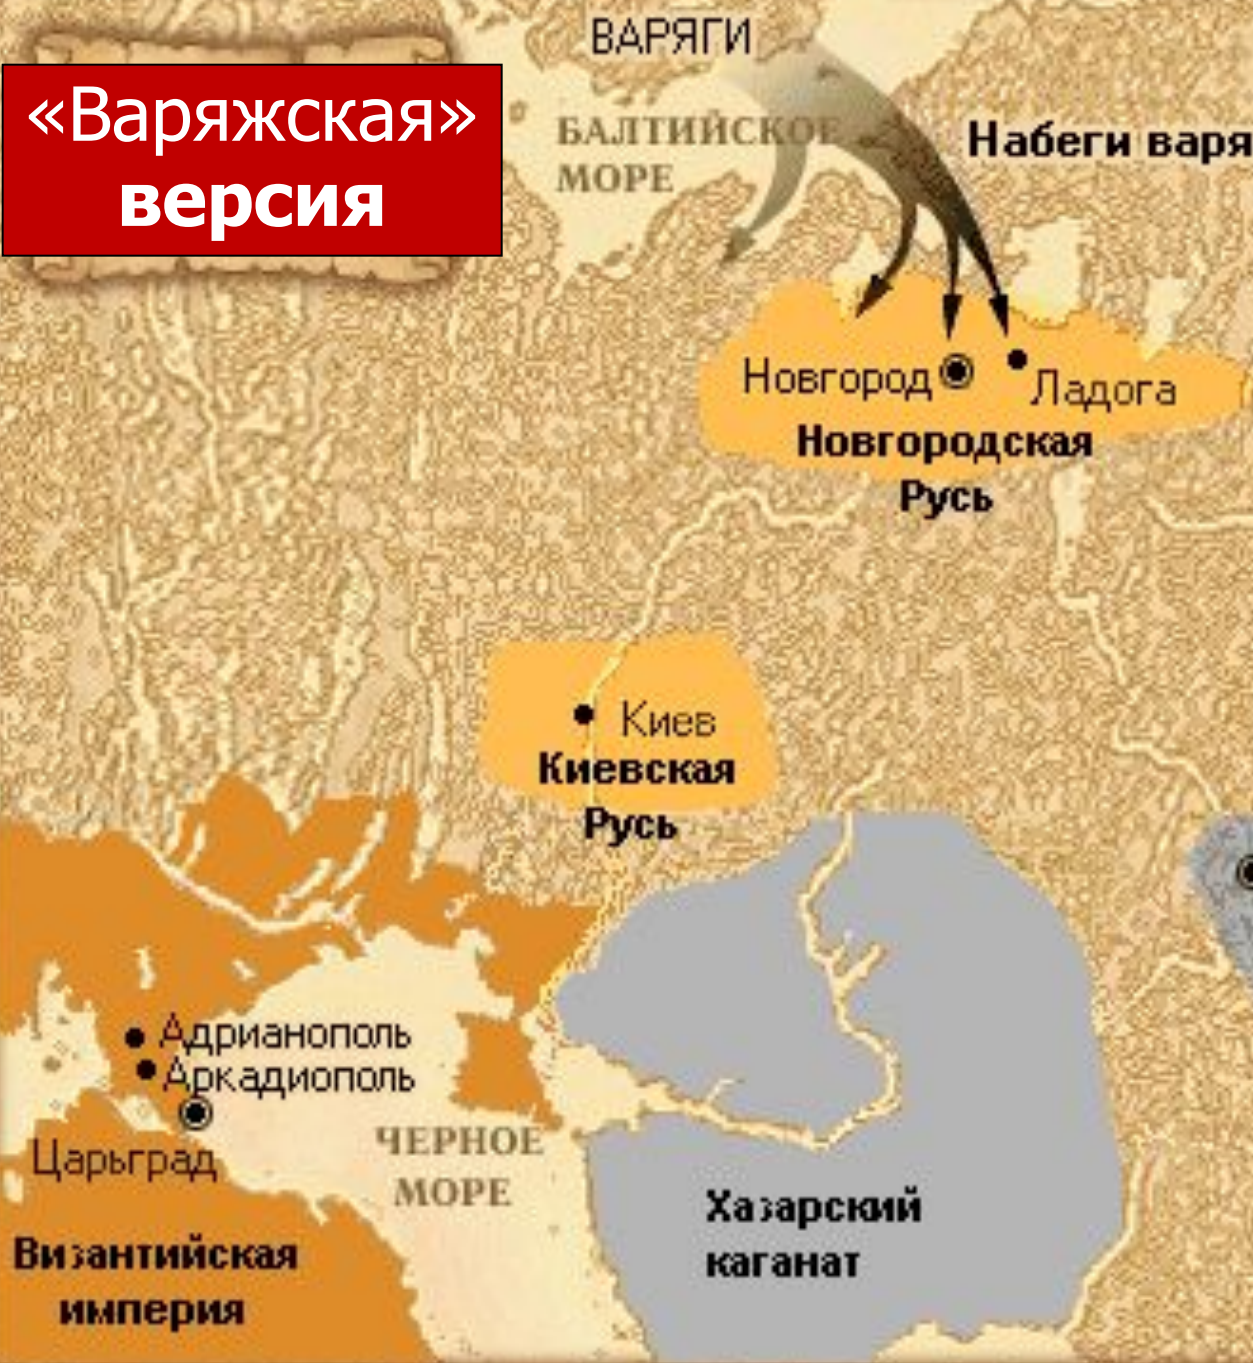 ВАРЯГИ
«Варяжская»
версия
БАЛТИЙСКОЕ
МОРЕ
Набеги варя
Новгород
Ладога
Новгородская
Русь
Киев
Киевская
Русь
Адрианополь
Аркадиополь
Царьград
ЧЕРНОЕ
МОРЕ
Хазарский
каганат
Византийская
империя